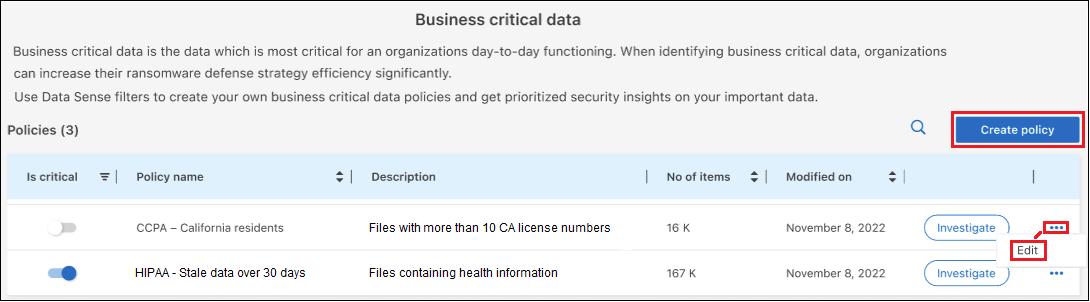 Business critical data
Business critical data is the data which is most critical for an organizations day-to-day functioning. When identifying business critical data, organizations
can increase their ransomware defense strategy efficiency significantly.
Use Data Sense filters to create your own business critical data policies and get prioritized security insights on your important data.
Policies (3)
Create policy
Is critical Policy name Description No of items Modified on
CCPA – California residents Files with more than 10 CA license numbers 16 K November 8, 2022 Investigate
Edit
HIPAA - Stale data over 30 days Files containing health information 167 K November 8, 2022 Investigate